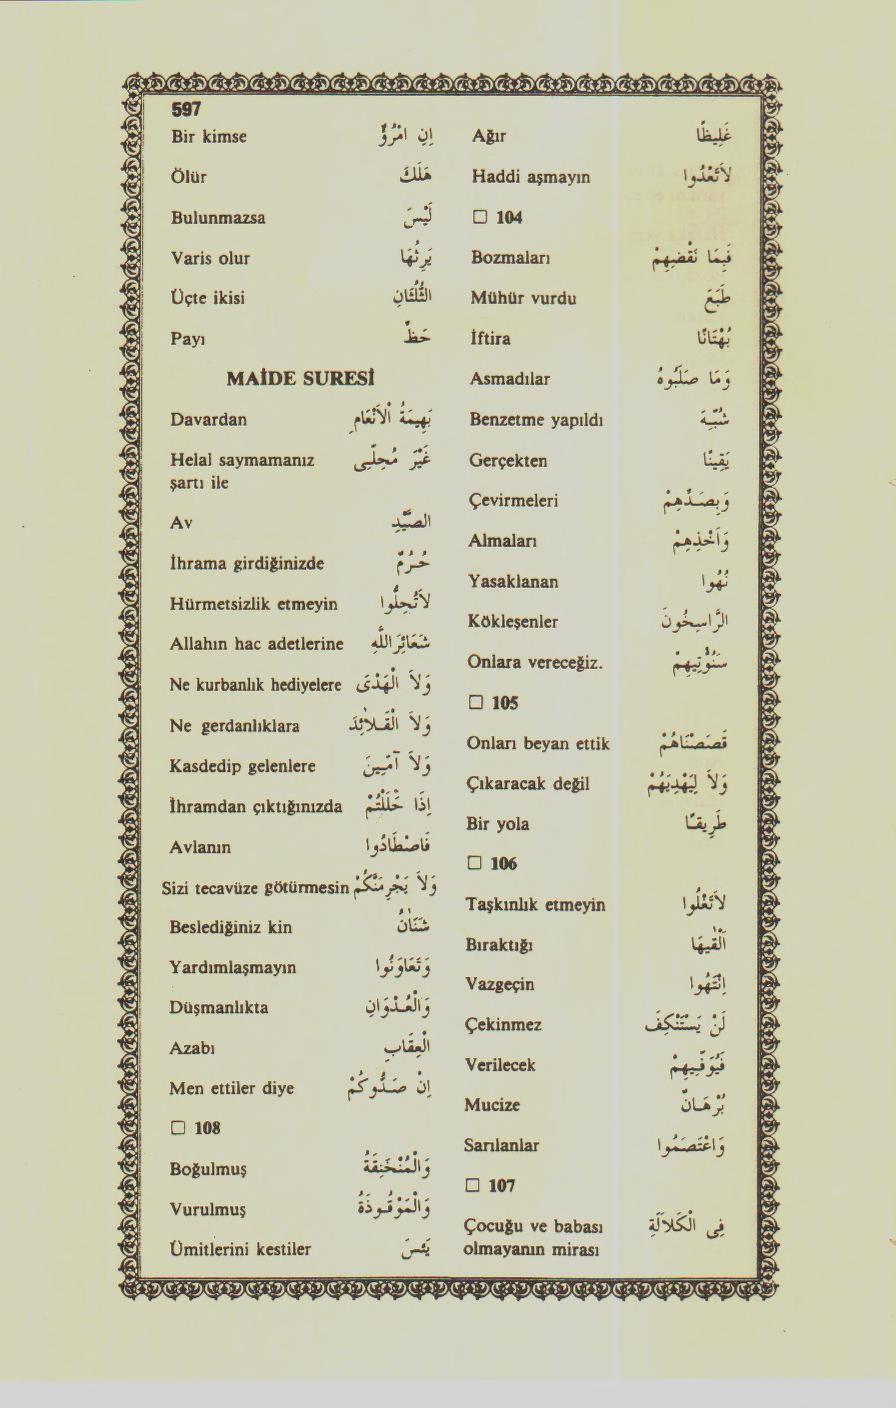 597
Ağır غَلِيظًا
Haddi aşmayın لَاتَعْدُوا
□ 104
Bozmaları فَبِمَا نَقْضِهِمْ
Mühür vurdu طَبَعَ
İftira بُهْتَانًا
Asmadılar وَمَا صَلَبُوهُ
Benzetme yapıldı شُبِّهَ
Gerçekten يَقِينًا
Çevirmeleri وَبِصَدِّهِمْ
Almaları وَاَخْذِهِمْ
Yasaklanan نُهُوا
Kökleşenler الرَّاسِخُونَ
Onlara vereceğiz. سَنُؤْتِيهِمْ
□ 105
Onları beyan ettik قَصَصْنَاهُمْ
Çıkaracak değil وَلَا لِيَهْدِيَهُمْ
Bir yola طَرِيقًا
□ 106
Taşkınlık etmeyin لَاتَغْلُوا
Bıraktığı اَلْقٰيهَا
Vazgeçin اِنْتَهُوا
Çekinmez لَنْ يَسْتَنْكِفَ
Verilecek فَيُوَفّيهِمْ
Mucize بُرْهَانٌ
Sarılanlar وَاعْتَصَمُوا
□ 107
Çocuğu ve babası فِى الْكَلَالَةِ
olmayanın mirası
Bir kimse اِنِ امْرُؤٌ
Ölür هَلَكَ
Bulunmazsa لَيْسَ
Varis olur يَرِثُهَا
Üçte ikisi الثُّلُثَانِ
Payı حَظِّ
MAİDE SURESİ
Davardan بَهِيمَةُ الْاَنْعَامِ
Helal saymamanız غَيْرَ مُحِلِّى
şartı ile
Av الصَّيْدِ
İhrama girdiğinizde حُرُمٌ
Hürmetsizlik etmeyin لَاتُحِلُّوا
Allahın hac adetlerine شَعَائِرَ اللَّهِ
Ne kurbanlık hediyelere وَلَا الْهَدْىَ
Ne gerdanlıklara وَلَا الْقَلَائِدَ
Kasdedip gelenlere وَلَا آمِّينَ
İhramdan çıktığınızda اِذَا حَلَلْتُمْ
Avlanın فَاصْطَادُوا
Sizi tecavüze götürmesin وَلَا يَجْرِمَنَّكُمْ
Beslediğiniz kin شَنَاٰنُ
Yardımlaşmayın وَتَعَاوَنُوا
Düşmanlıkta وَالْعُدْوَانِ
Azabı الْعِقَابِ
Men ettiler diye اِنْ صَدُّوكُمْ
□ 108
Boğulmuş وَالْمُنْخَنِقَةُ
Vurulmuş وَالْمَوْقُوذَةُ
Ümitlerini kestiler يَئِسَ